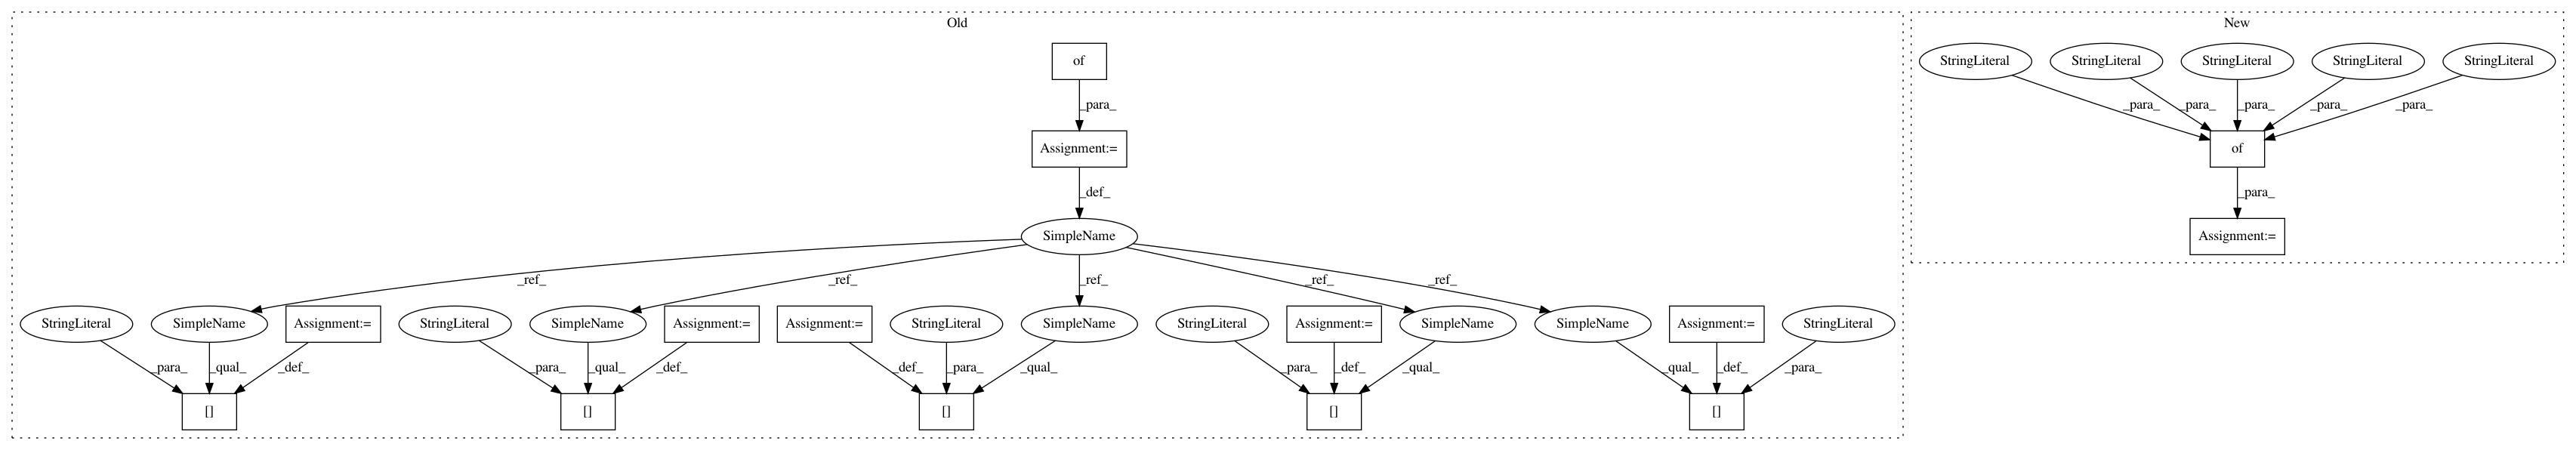 Old
New
of
StringLiteral StringLiteral StringLiteral StringLiteral StringLiteral
_para_
_para_ _para_ _para_ _para_ _para_
Assignment:=
of
_def_
_para_
SimpleName
Assignment:=
_ref_ _ref_ _ref_ _ref_ _ref_
StringLiteral SimpleName Assignment:= StringLiteral SimpleName Assignment:= Assignment:= StringLiteral SimpleName StringLiteral Assignment:= SimpleName SimpleName Assignment:= StringLiteral
_para_ _qual_ _def_ _para_ _qual_ _def_ _def_ _para_ _qual_ _para_ _def_ _qual_ _qual_ _def_ _para_
[] [] [] [] []